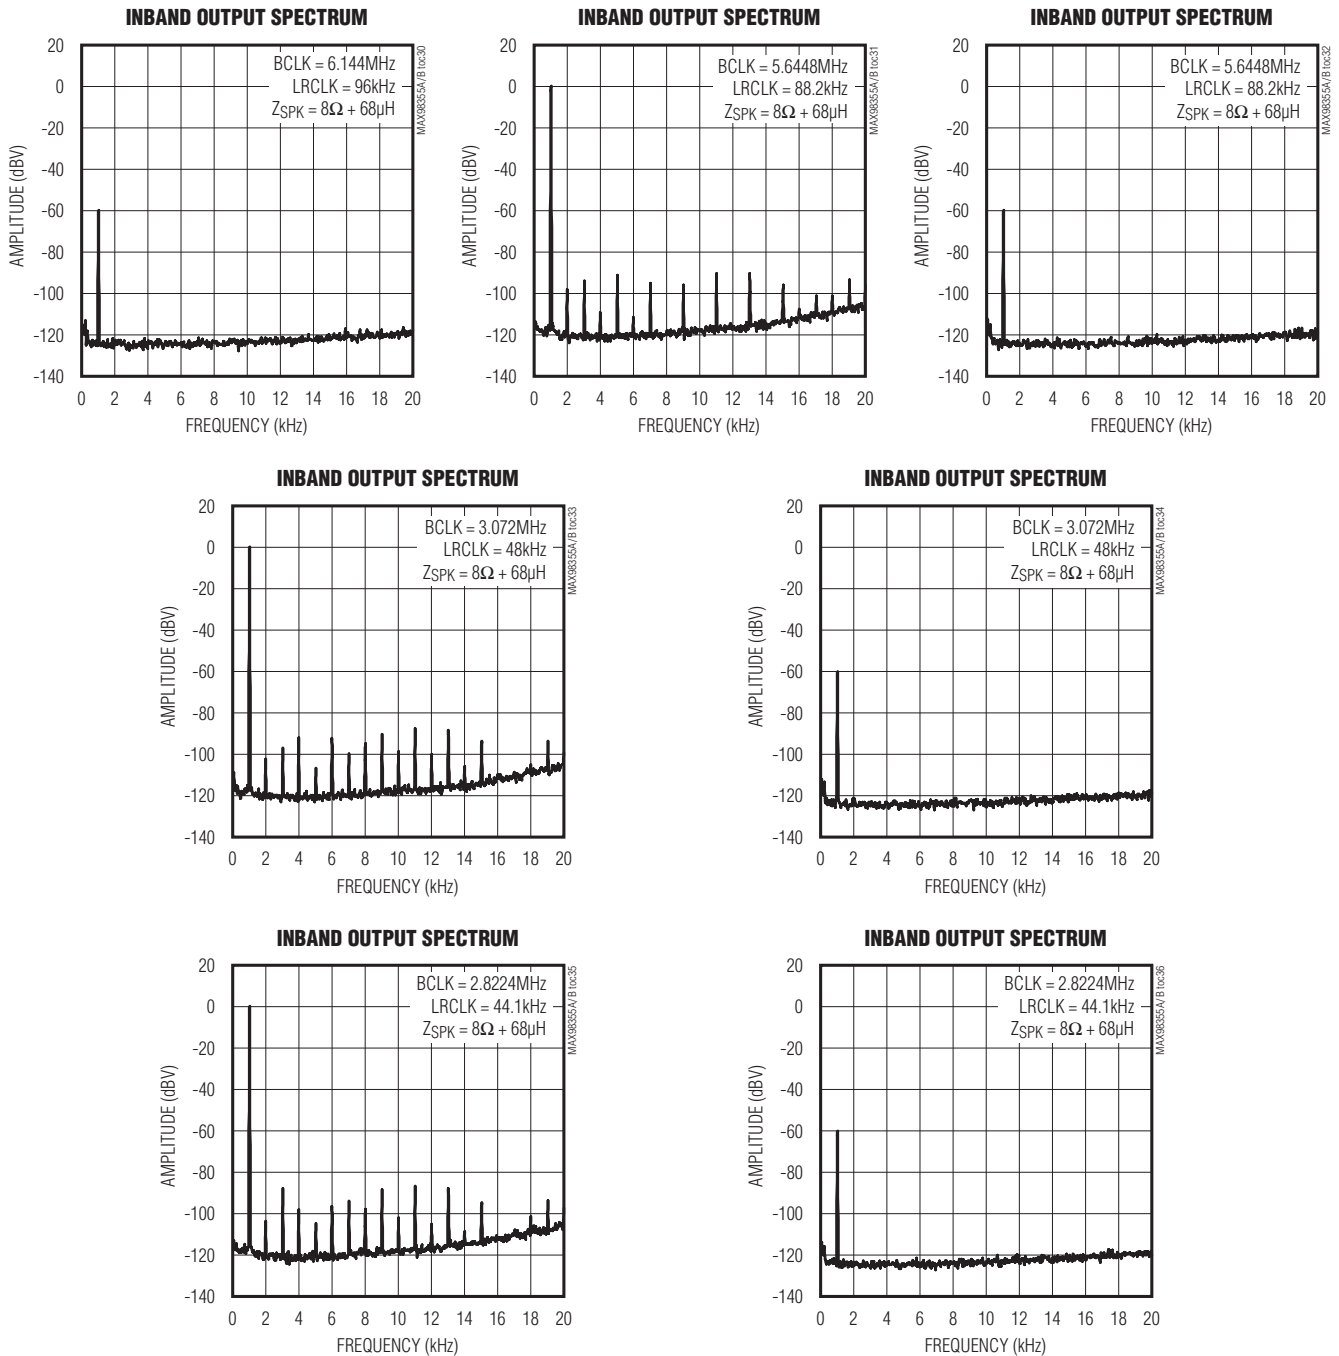 INBAND OUTPUT SPECTRUM
20
0
-20
-40
-60
-80
-100
-120
-140
AMPLITUDE (dBV)
BCLK = 6.144MHz
LRCLK = 96kHz
ZSPK = 8Ω + 68µH
MAX98355A/B toc30
0 2 4 6 8 10 12 14 16 18 20
FREQUENCY (kHz)
INBAND OUTPUT SPECTRUM
20
0
-20
-40
-60
-80
-100
-120
-140
AMPLITUDE (dBV)
BCLK = 5.6448MHz
LRCLK = 88.2kHz
ZSPK = 8Ω + 68µH
MAX98355A/B toc31
0 2 4 6 8 10 12 14 16 18 20
FREQUENCY (kHz)
INBAND OUTPUT SPECTRUM
20
0
-20
-40
-60
-80
-100
-120
-140
AMPLITUDE (dBV)
BCLK = 5.6448MHz
LRCLK = 88.2kHz
ZSPK = 8Ω + 68µH
MAX98355A/B toc32
0 2 4 6 8 10 12 14 16 18 20
FREQUENCY (kHz)
INBAND OUTPUT SPECTRUM
20
0
-20
-40
-60
-80
-100
-120
-140
AMPLITUDE (dBV)
BCLK = 3.072MHz
LRCLK = 48kHz
ZSPK = 8Ω + 68µH
MAX98355A/B toc33
0 2 4 6 8 10 12 14 16 18 20
FREQUENCY (kHz)
INBAND OUTPUT SPECTRUM
20
0
-20
-40
-60
-80
-100
-120
-140
AMPLITUDE (dBV)
BCLK = 3.072MHz
LRCLK = 48kHz
ZSPK = 8Ω + 68µH
MAX98355A/B toc34
0 2 4 6 8 10 12 14 16 18 20
FREQUENCY (kHz)
INBAND OUTPUT SPECTRUM
20
0
-20
-40
-60
-80
-100
-120
-140
AMPLITUDE (dBV)
BCLK = 2.8224MHz
LRCLK = 44.1kHz
ZSPK = 8Ω + 68µH
MAX98355A/B toc35
0 2 4 6 8 10 12 14 16 18 20
FREQUENCY (kHz)
INBAND OUTPUT SPECTRUM
20
0
-20
-40
-60
-80
-100
-120
-140
AMPLITUDE (dBV)
BCLK = 2.8224MHz
LRCLK = 44.1kHz
ZSPK = 8Ω + 68µH
MAX98355A/B toc36
0 2 4 6 8 10 12 14 16 18 20
FREQUENCY (kHz)